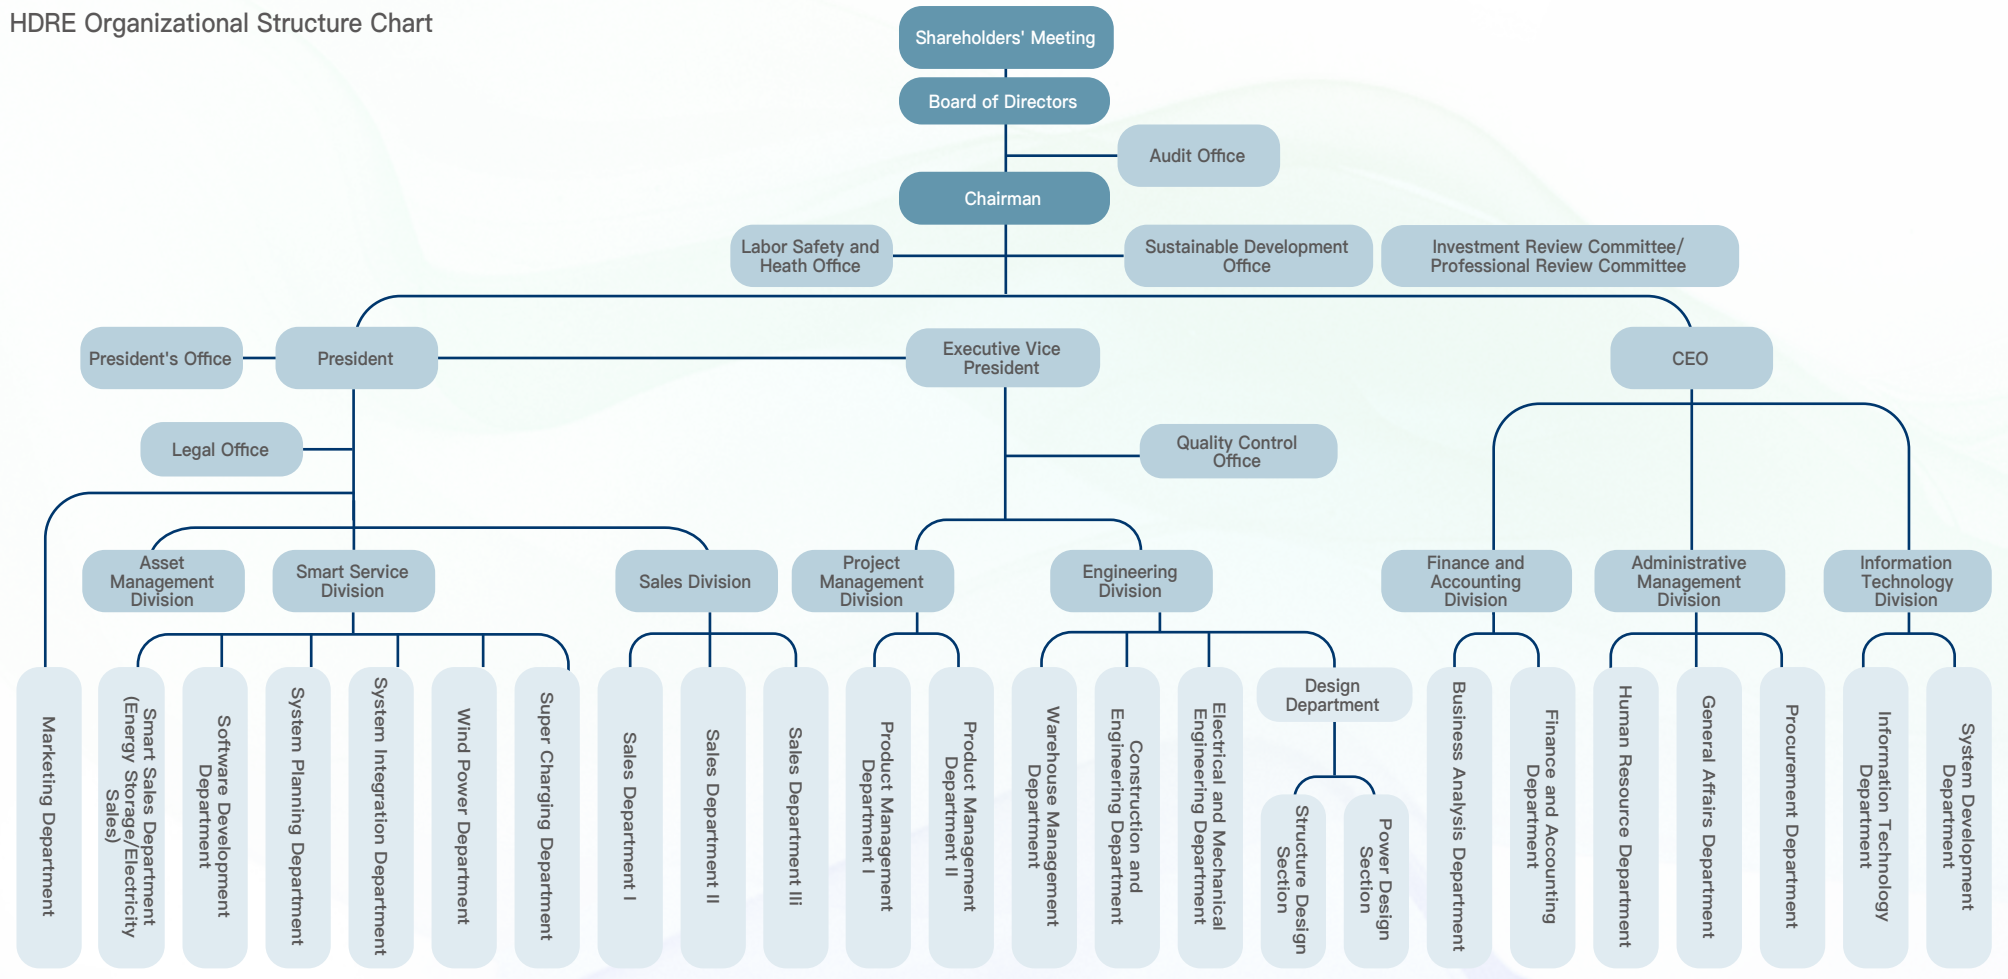 HDRE Organizational Structure Chart
Shareholders' Meeting
Board of Directors
Audit Office
Chairman
Labor Safety and
Heath Office
Sustainable Development
Office
Investment Review Committee/
Professional Review Committee
President's Office
President
Executive Vice
President
CEO
Legal Office
Quality Control
Office
Asset
Management
Division
Smart Service
Division
Sales Division
Project
Management
Division
Engineering
Division
Finance and
Accounting
Division
Administrative
Management
Division
Information
Technology
Division
Marketing Department
Smart Sales Department
(Energy Storage/Electricity
Sales)
Software Development
Department
System Planning Department
System Integration Department
Wind Power Department
Super Charging Department
Sales Department I
Sales Department II
Sales Department IIi
Product Management
Department I
Product Management
Department II
Warehouse Management
Department
Construction and
Engineering Department
Electrical and Mechanical
Engineering Department
Design
Department
Structure Design
Section
Power Design
Section
Business Analysis Department
Finance and Accounting
Department
Human Resource Department
General Affairs Department
Procurement Department
Information Technology
Department
System Development
Department